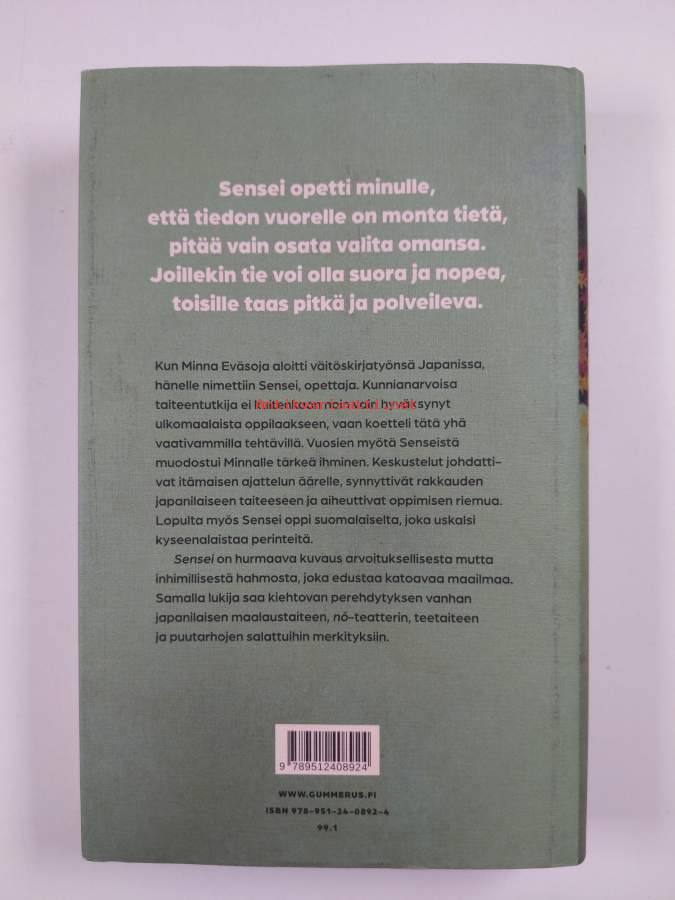 Sensei opetti minulle,
että tiedon vuorelle on monta tietä,
pitää vain osata valita omansa.
Joillekin tie voi olla suora ja nopea,
toisille taas pitkä ja polveileva.
Kun Minna Eväsoja aloitti väitöskirjatyönsä Japanissa,
hänelle nimettiin Sensei, opettaja. Kunnianarvoisa
taiteentutkija ei kuitenkaan noin vain hyväksynyt
ulkomaalaista oppilaakseen, vaan koetteli tätä yhä
vaativammilla tehtävillä. Vuosien myötä Senseistä
muodostui Minnalle tärkeä ihminen. Keskustelut johdatti-
vat itämaisen ajattelun äärelle, synnyttivät rakkauden
japanilaiseen taiteeseen ja aiheuttivat oppimisen riemua.
Lopulta myös Sensei oppi suomalaiselta, joka uskalsi
kyseenalaistaa perinteitä.
Sensei on hurmaava kuvaus arvoituksellisesta mutta
inhimillisestä hahmosta, joka edustaa katoavaa maailmaa.
Samalla lukija saa kiehtovan perehdytyksen vanhan
japanilaisen maalaustaiteen, nō-teatterin, teetaiteen
ja puutarhojen salattuihin merkityksiin.
9 789512 408924
WWW.GUMMERUS.FI
ISBN 978-951-24-0892-4
99.1